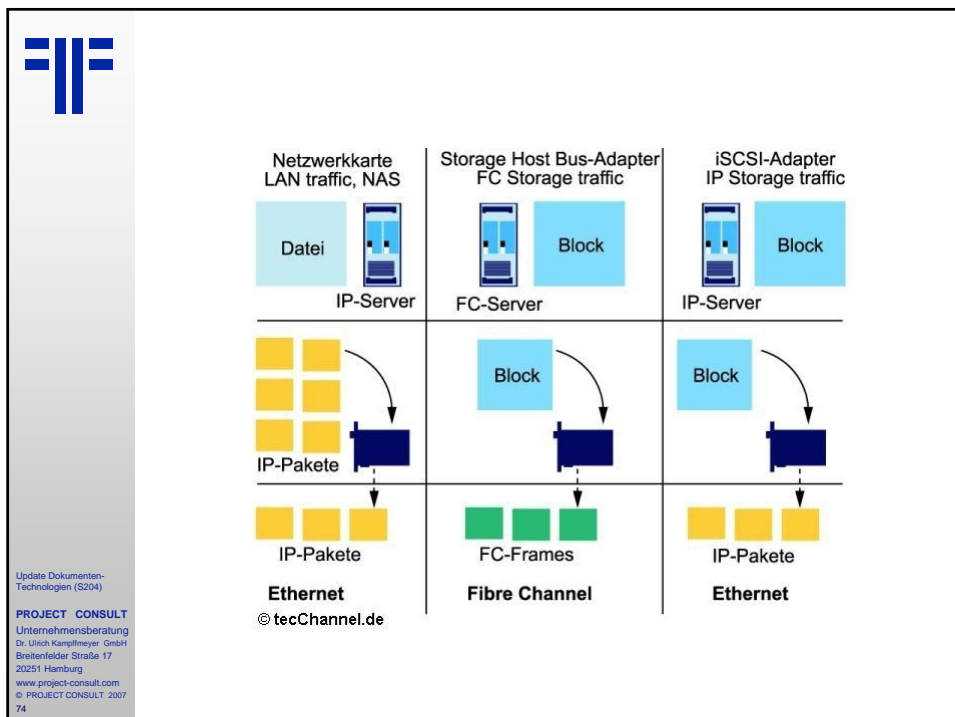 Netzwerkkarte
LAN traffic, NAS
Storage Host Bus-Adapter
FC Storage traffic
iSCSI-Adapter
IP Storage traffic
Datei
IP-Server
FC-Server
Block
IP-Server
Block
IP-Pakete
Block
Block
IP-Pakete
FC-Frames
IP-Pakete
Ethernet
Fibre Channel
Ethernet
© tecChannel.de
Update Dokumenten-
Technologien (S204)
PROJECT CONSULT
Unternehmensberatung
Dr. Ulrich Kampffmeyer GmbH
Breitenfelder Straße 17
20251 Hamburg
www.project-consult.com
© PROJECT CONSULT 2007
74